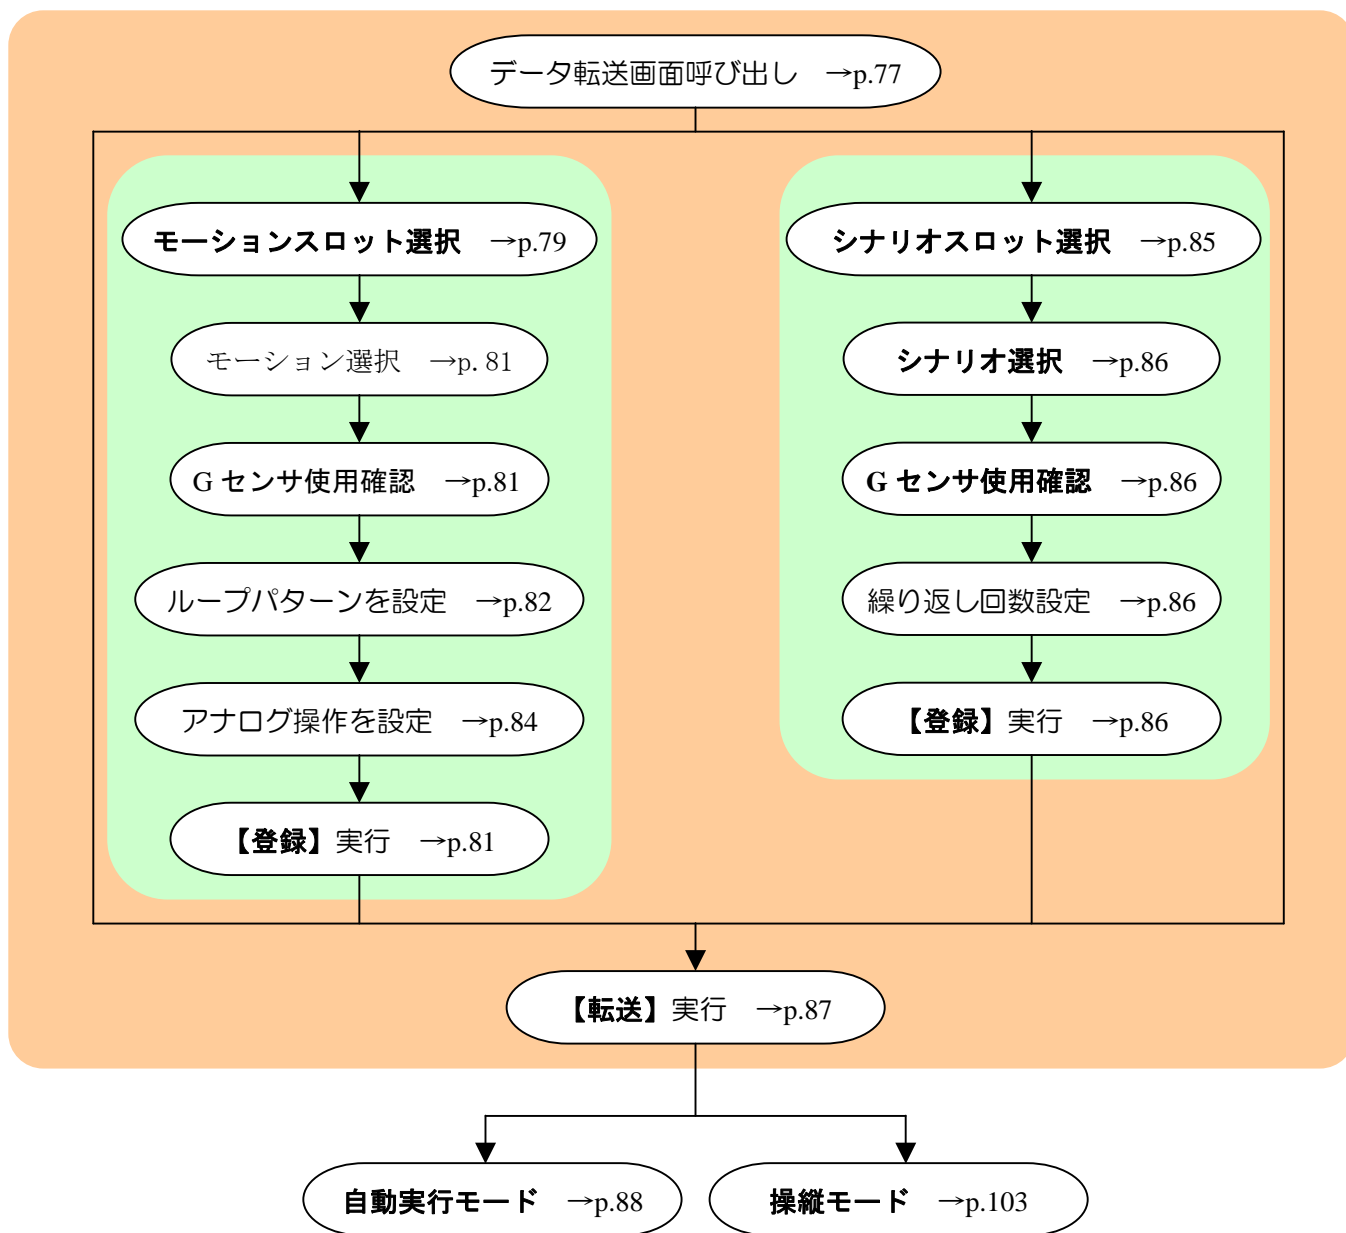 データ転送画面呼び出し　→p.77
モーションスロット選択　→p.79
モーション選択　→p. 81
G センサ使用確認　→p.81
ループパターンを設定　→p.82
アナログ操作を設定　→p.84
【登録】実行　→p.81
シナリオスロット選択　→p.85
シナリオ選択　→p.86
G センサ使用確認　→p.86
繰り返し回数設定　→p.86
【登録】実行　→p.86
【転送】実行　→p.87
自動実行モード　→p.88
操縦モード　→p.103